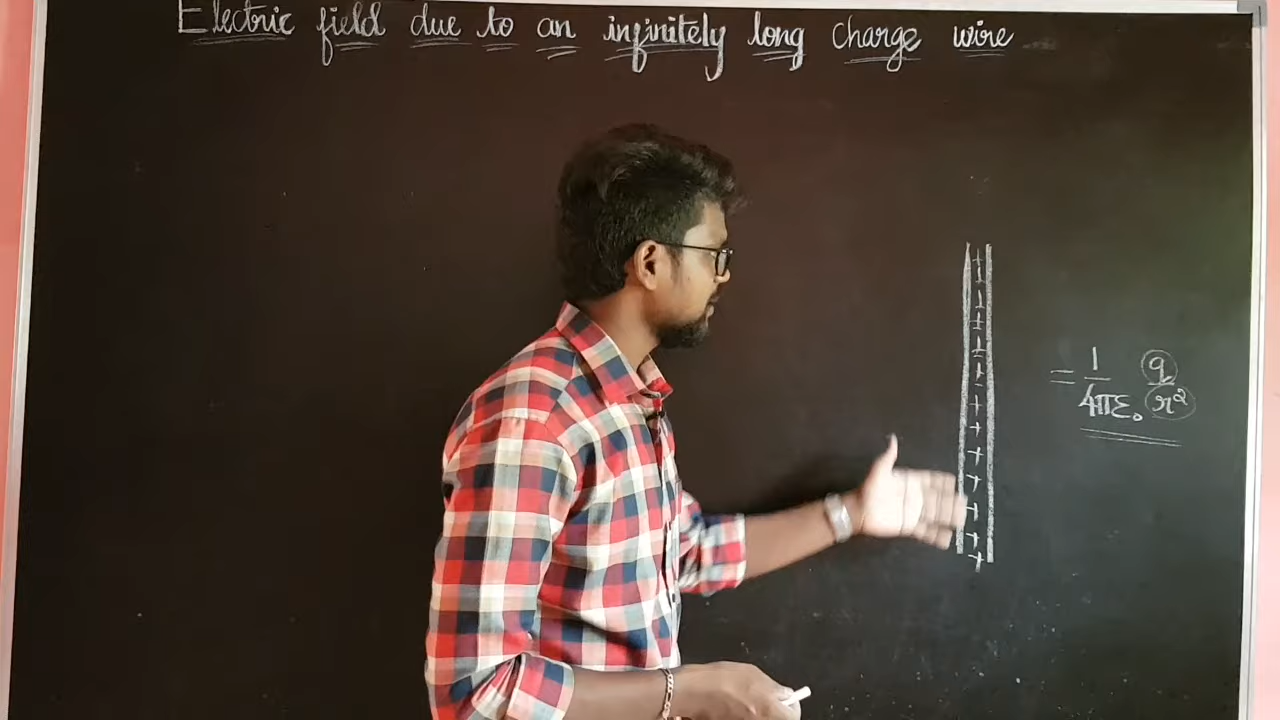 Electric field due to an infinitely long charge wire
+ + + + + + + + + + + + +
= 1/4πε₀ q/r²